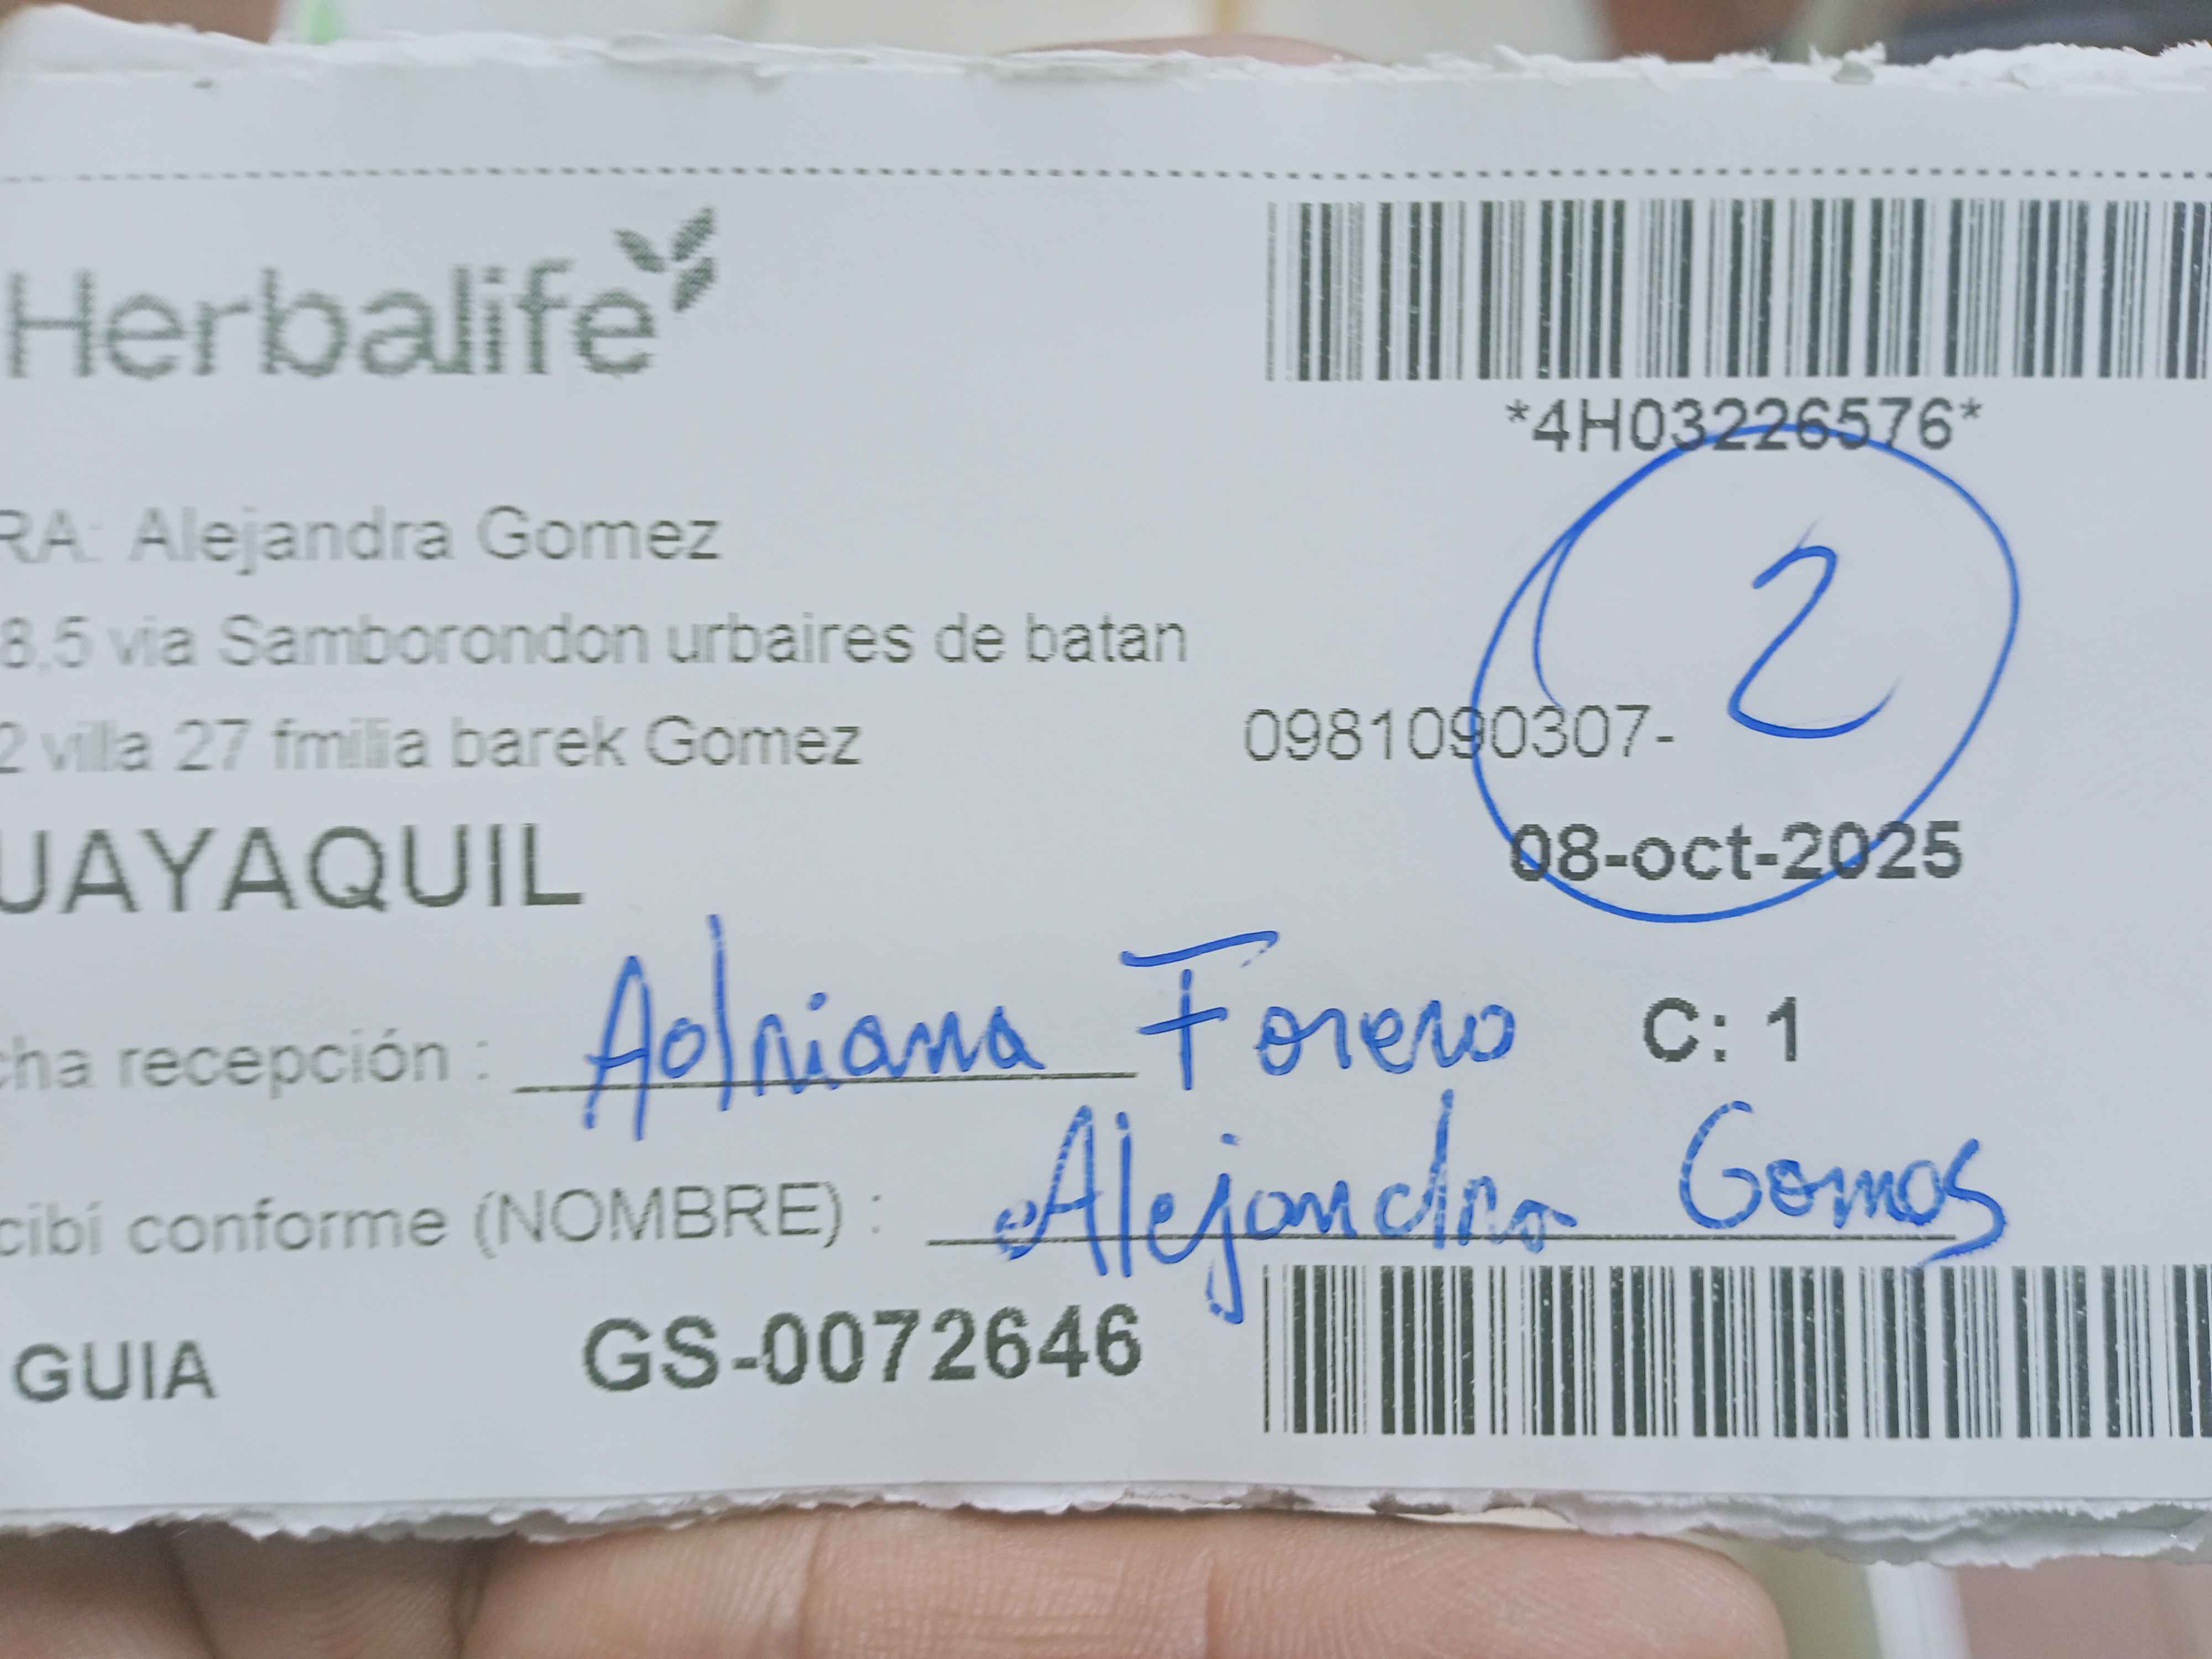 Herbalife
*4H03226576*
RA: Alejandra Gomez
2
8,5 via Samborondon urbaires de batan
2 villa 27 fmilia barek Gomez 0981090307-
UAYAQUIL 08-oct-2025
cha recepción : Adriana Forero C: 1
cibí conforme (NOMBRE) : Alejandra Gomos
GUIA GS-0072646